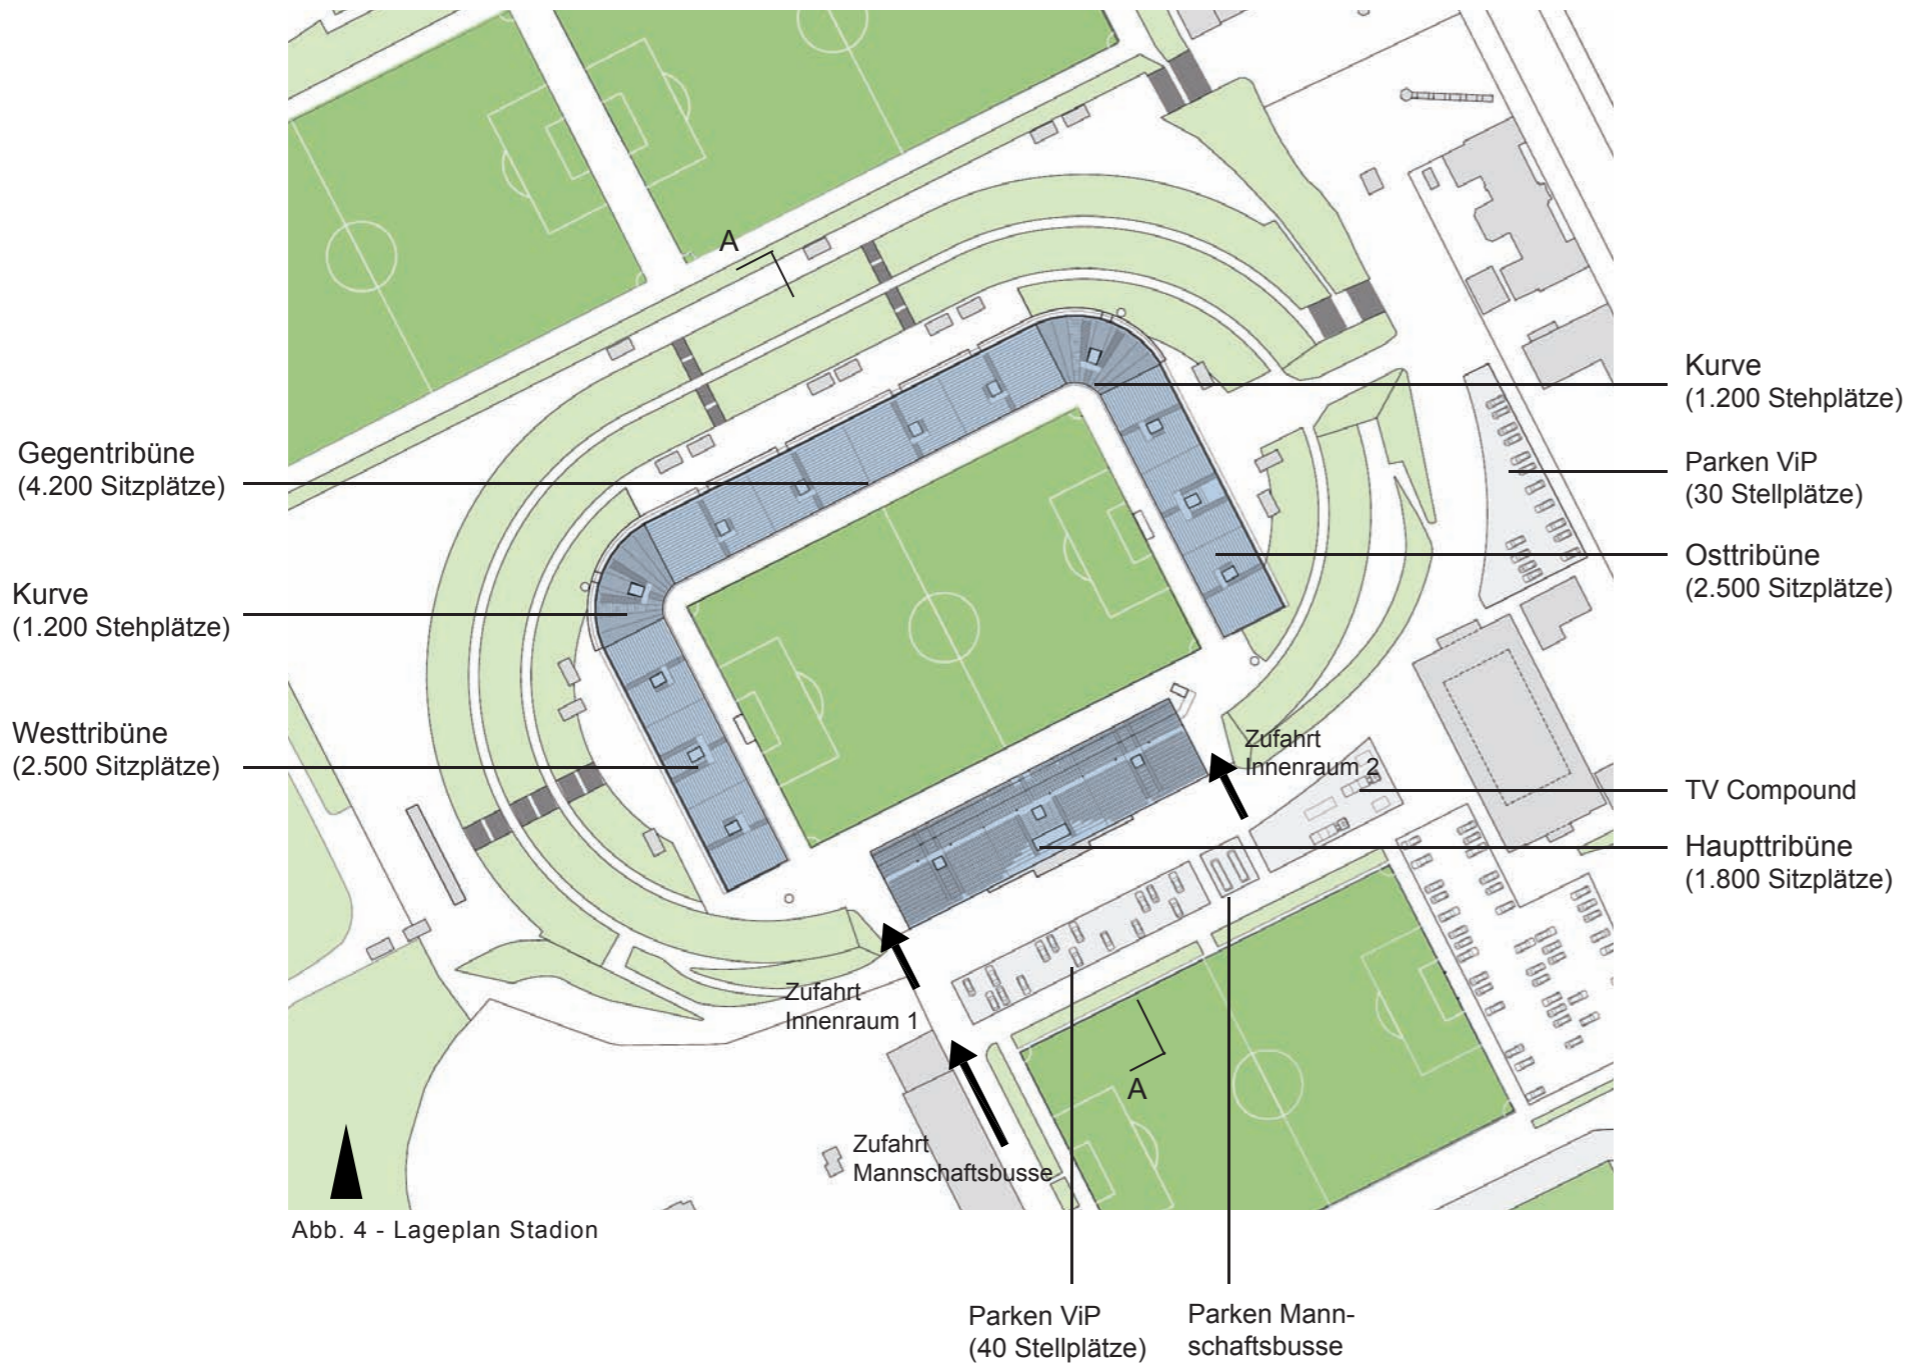 A
Gegentribüne
(4.200 Sitzplätze)
Kurve
(1.200 Stehplätze)
Westtribüne
(2.500 Sitzplätze)
Kurve
(1.200 Stehplätze)
Parken ViP
(30 Stellplätze)
Osttribüne
(2.500 Sitzplätze)
Zufahrt
Innenraum 2
TV Compound
Haupttribüne
(1.800 Sitzplätze)
Zufahrt
Innenraum 1
A
Zufahrt
Mannschaftsbusse
Abb. 4 - Lageplan Stadion
Parken ViP
(40 Stellplätze)
Parken Mann-
schaftsbusse